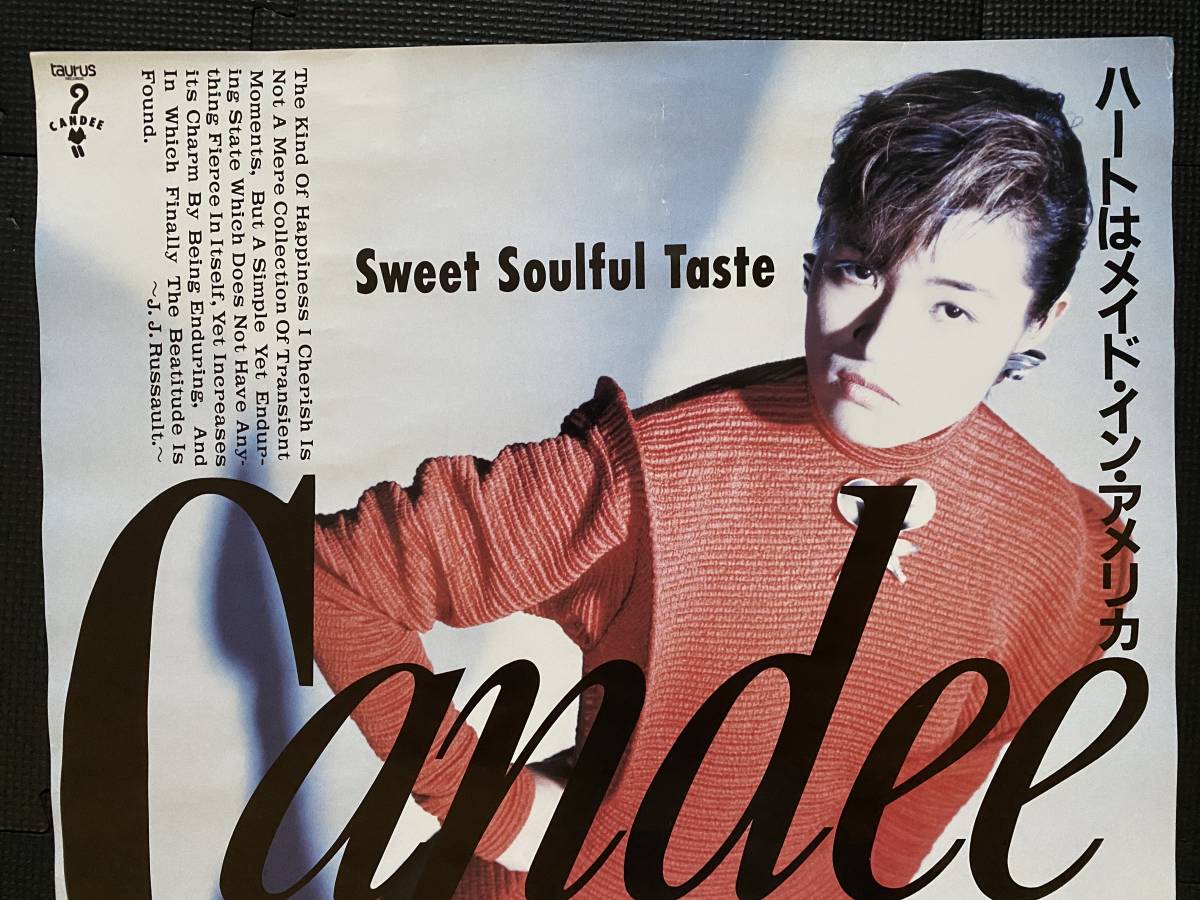 taurus
RECORDS
CANDEE
The Kind Of Happiness I Cherish Is
Not A Mere Collection Of Transient
Moments, But A Simple Yet Endur-
ing State Which Does Not Have Any-
thing Fierce In Itself, Yet Increases
its Charm By Being Enduring, And
In Which Finally The Beatitude Is
Found.
~J. J. Russault.~
Sweet Soulful Taste
ハートはメイド・イン・アメリカ
Candee